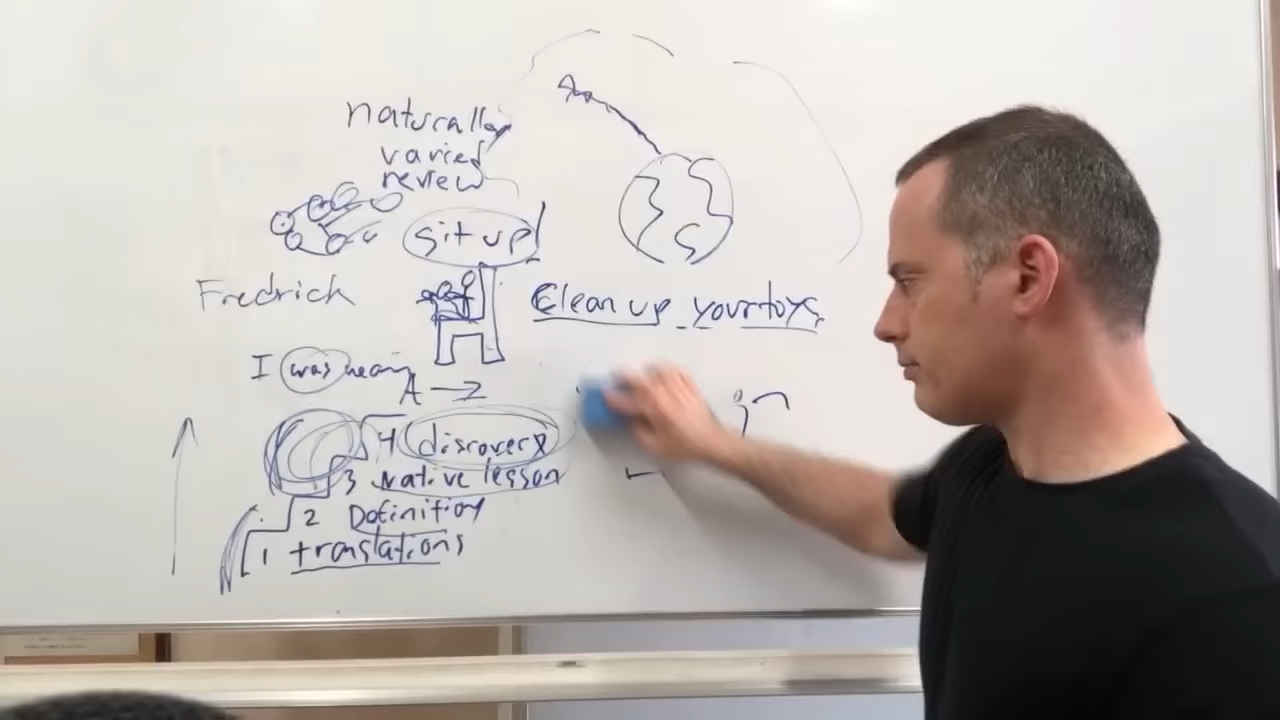 naturally
varied
review
sit up!
Fredrich
Clean up your toys
I was
A → Z
4 discovery
3 Native lesson
2 Definition
1 translations